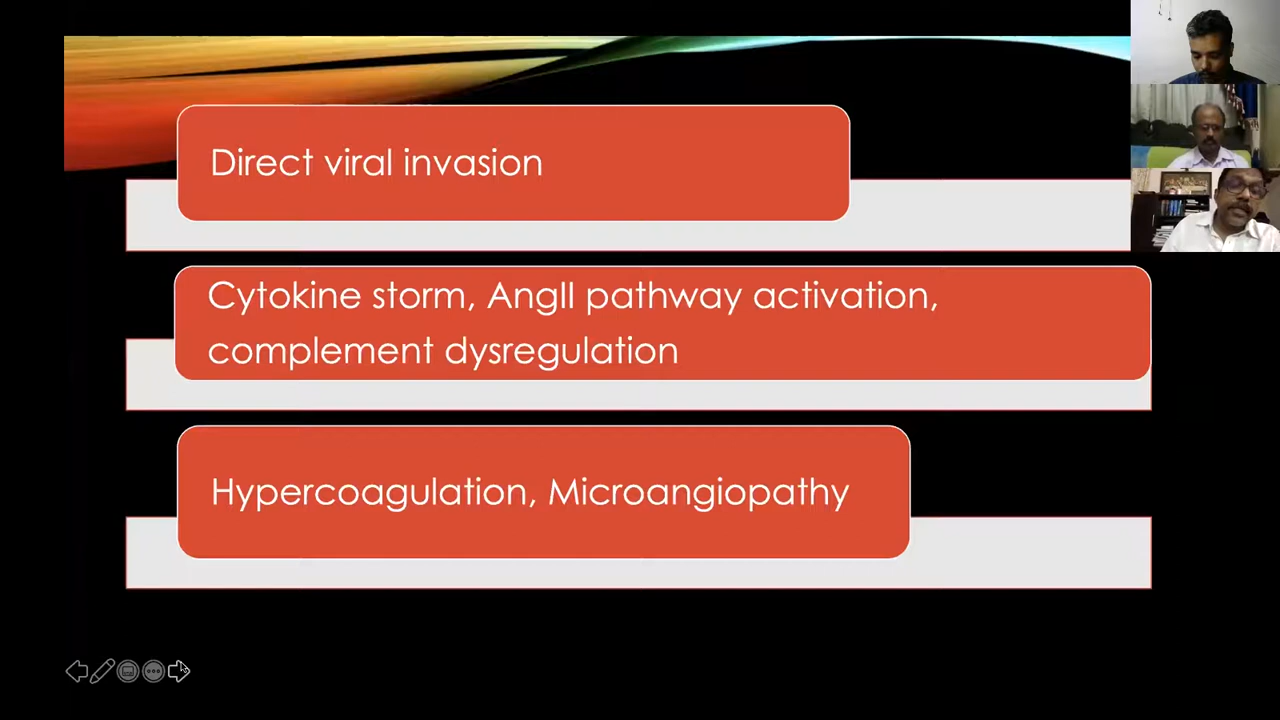 Direct viral invasion
Cytokine storm, AngII pathway activation,
complement dysregulation
Hypercoagulation, Microangiopathy